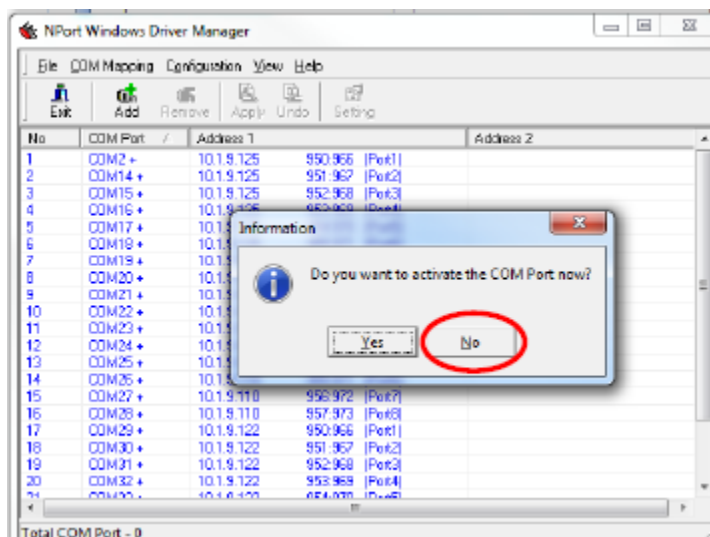 NPort Windows Driver Manager
File COM Mapping Configuration View Help
Exit Add Remove Apply Undo Setting
No COM Port Address 1 Address 2
1 COM2 + 10.1.9.125 950:966 (Port1)
2 COM14 + 10.1.9.125 951:967 (Port2)
3 COM15 + 10.1.9.125 952:968 (Port3)
4 COM16 +
5 COM17 +
6 COM18 +
7 COM19 +
8 COM20 +
9 COM21 +
10 COM22 +
11 COM23 +
12 COM24 +
13 COM25 +
14 COM26 +
15 COM27 + 10.1.9.110 956:972 (Port7)
16 COM28 + 10.1.9.110 957:973 (Port8)
17 COM29 + 10.1.9.122 950:966 (Port1)
18 COM30 + 10.1.9.122 951:967 (Port2)
19 COM31 + 10.1.9.122 952:968 (Port3)
20 COM32 + 10.1.9.122 953:969 (Port4)
Information
Do you want to activate the COM Port now?
Yes No
Total COM Port - 0